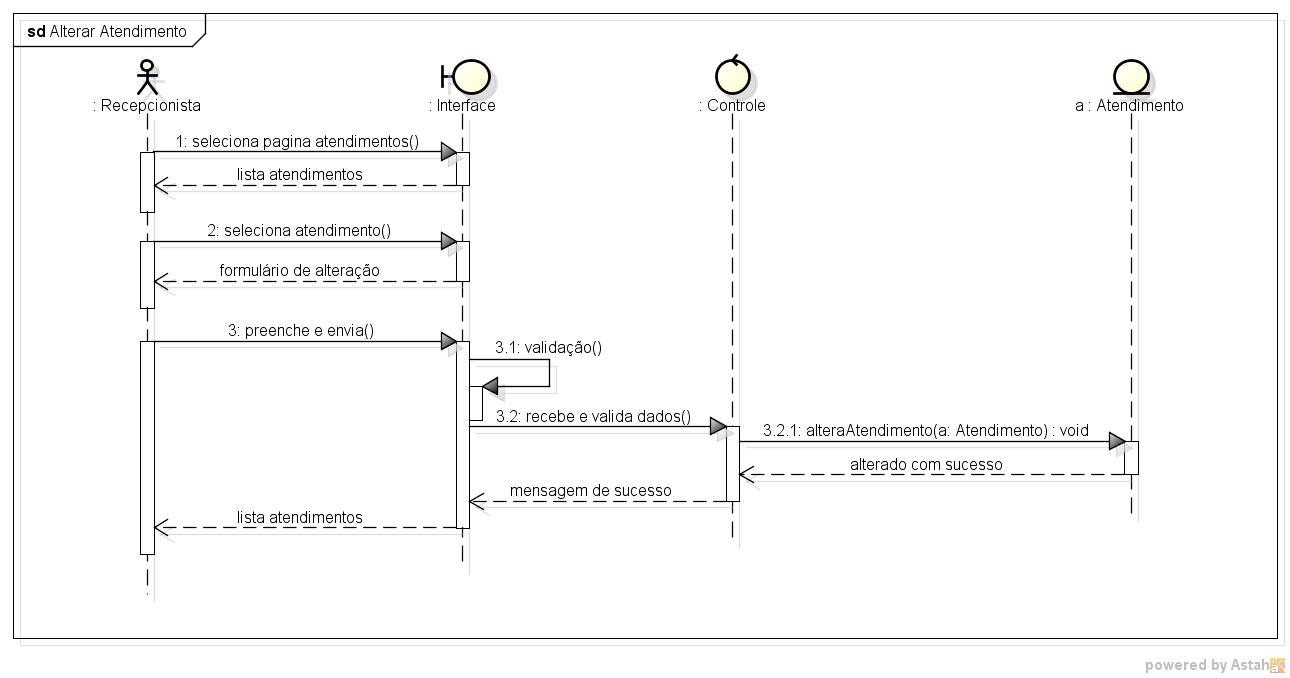 sd Alterar Atendimento
: Recepcionista
: Interface
: Controle
a : Atendimento
1: seleciona pagina atendimentos()
lista atendimentos
2: seleciona atendimento()
formulário de alteração
3: preenche e envia()
3.1: validação()
3.2: recebe e valida dados()
3.2.1: alteraAtendimento(a: Atendimento) : void
alterado com sucesso
mensagem de sucesso
lista atendimentos
powered by Astah